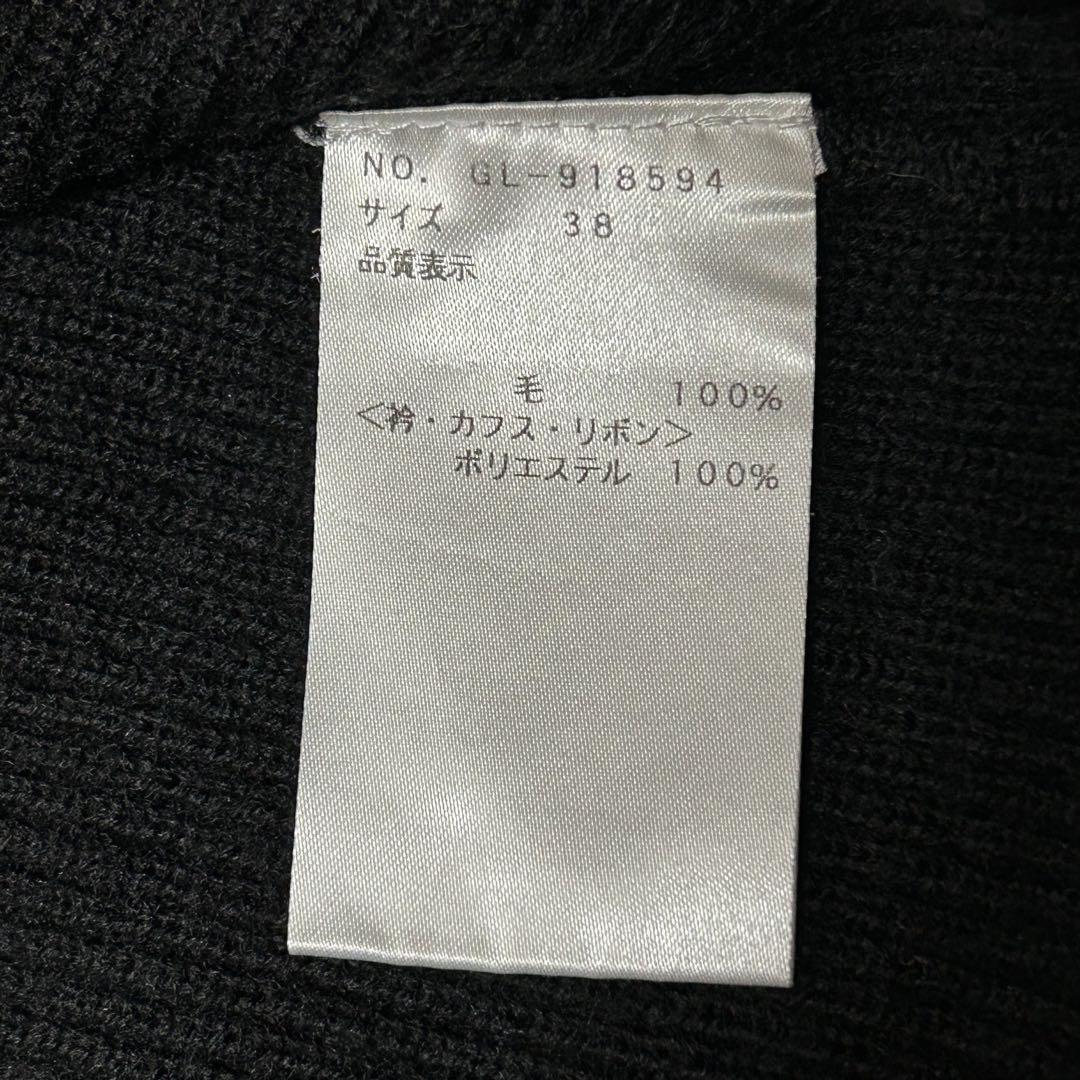 NO. GL-918594
サイズ 38
品質表示
毛 100%
<衿・カフス・リボン>
ポリエステル 100%